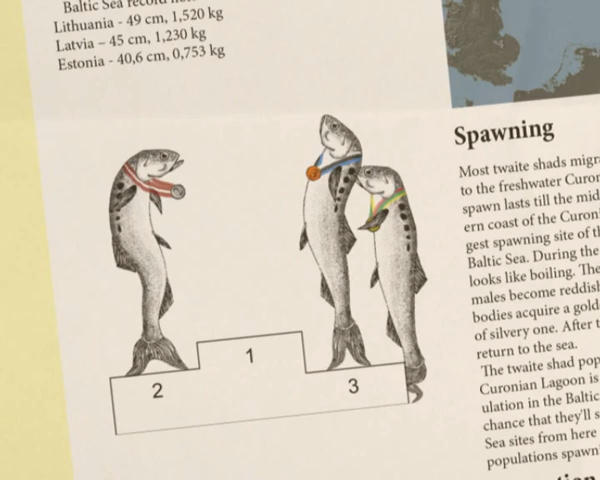 Baltic Sea record
Lithuania - 49 cm, 1,520 kg
Latvia – 45 cm, 1,230 kg
Estonia - 40,6 cm, 0,753 kg
1
2
3
Spawning
Most twaite shads migr
to the freshwater Curon
spawn lasts till the mid
ern coast of the Curoni
gest spawning site of th
Baltic Sea. During the
looks like boiling. The
males become reddish
bodies acquire a gold
of silvery one. After t
return to the sea.
The twaite shad pop
Curonian Lagoon is
ulation in the Baltic
chance that they'll s
Sea sites from here
populations spawn